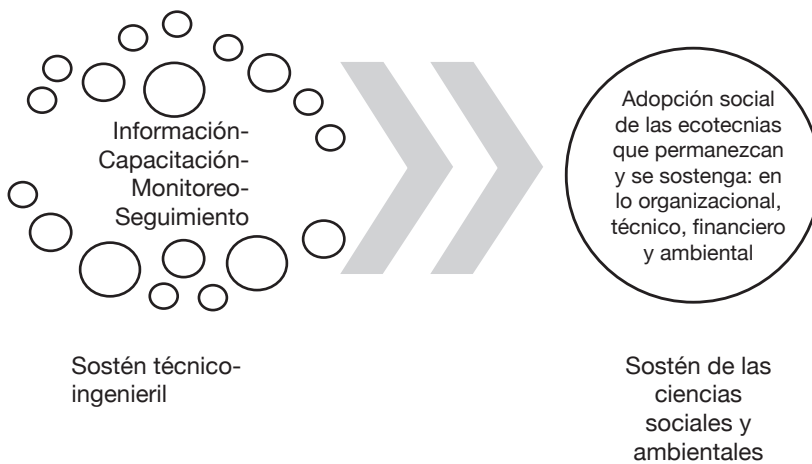 Información-
Capacitación-
Monitoreo-
Seguimiento
Adopción social
de las ecotecnias
que permanezcan
y se sostenga: en
lo organizacional,
técnico, financiero
y ambiental
Sostén técnico-
ingenieril
Sostén de las
ciencias
sociales y
ambientales